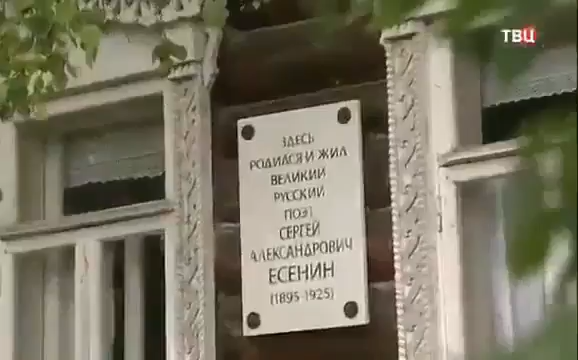 ТВЦ
ЗДЕСЬ
РОДИЛСЯ И ЖИЛ
ВЕЛИКИЙ
РУССКИЙ
ПОЭТ
СЕРГЕЙ
АЛЕКСАНДРОВИЧ
ЕСЕНИН
(1895-1925)